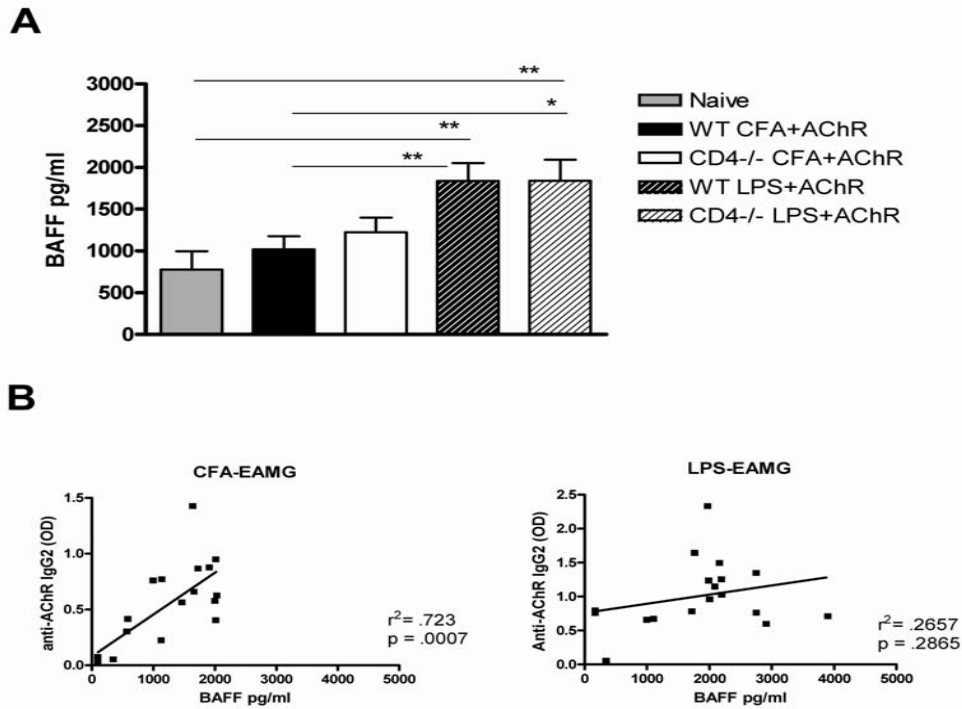 A
**
*
**
**
3000
2500
2000
1500
1000
500
0
BAFF pg/ml
Naive
WT CFA+AChR
CD4-/- CFA+AChR
WT LPS+AChR
CD4-/- LPS+AChR
B
CFA-EAMG
1.5
1.0
0.5
0.0
anti-AChR IgG2 (OD)
r²= .723
p = .0007
0 1000 2000 3000 4000 5000
BAFF pg/ml
LPS-EAMG
2.5
2.0
1.5
1.0
0.5
0.0
Anti-AChR IgG2 (OD)
r²= .2657
p = .2865
0 1000 2000 3000 4000 5000
BAFF pg/ml